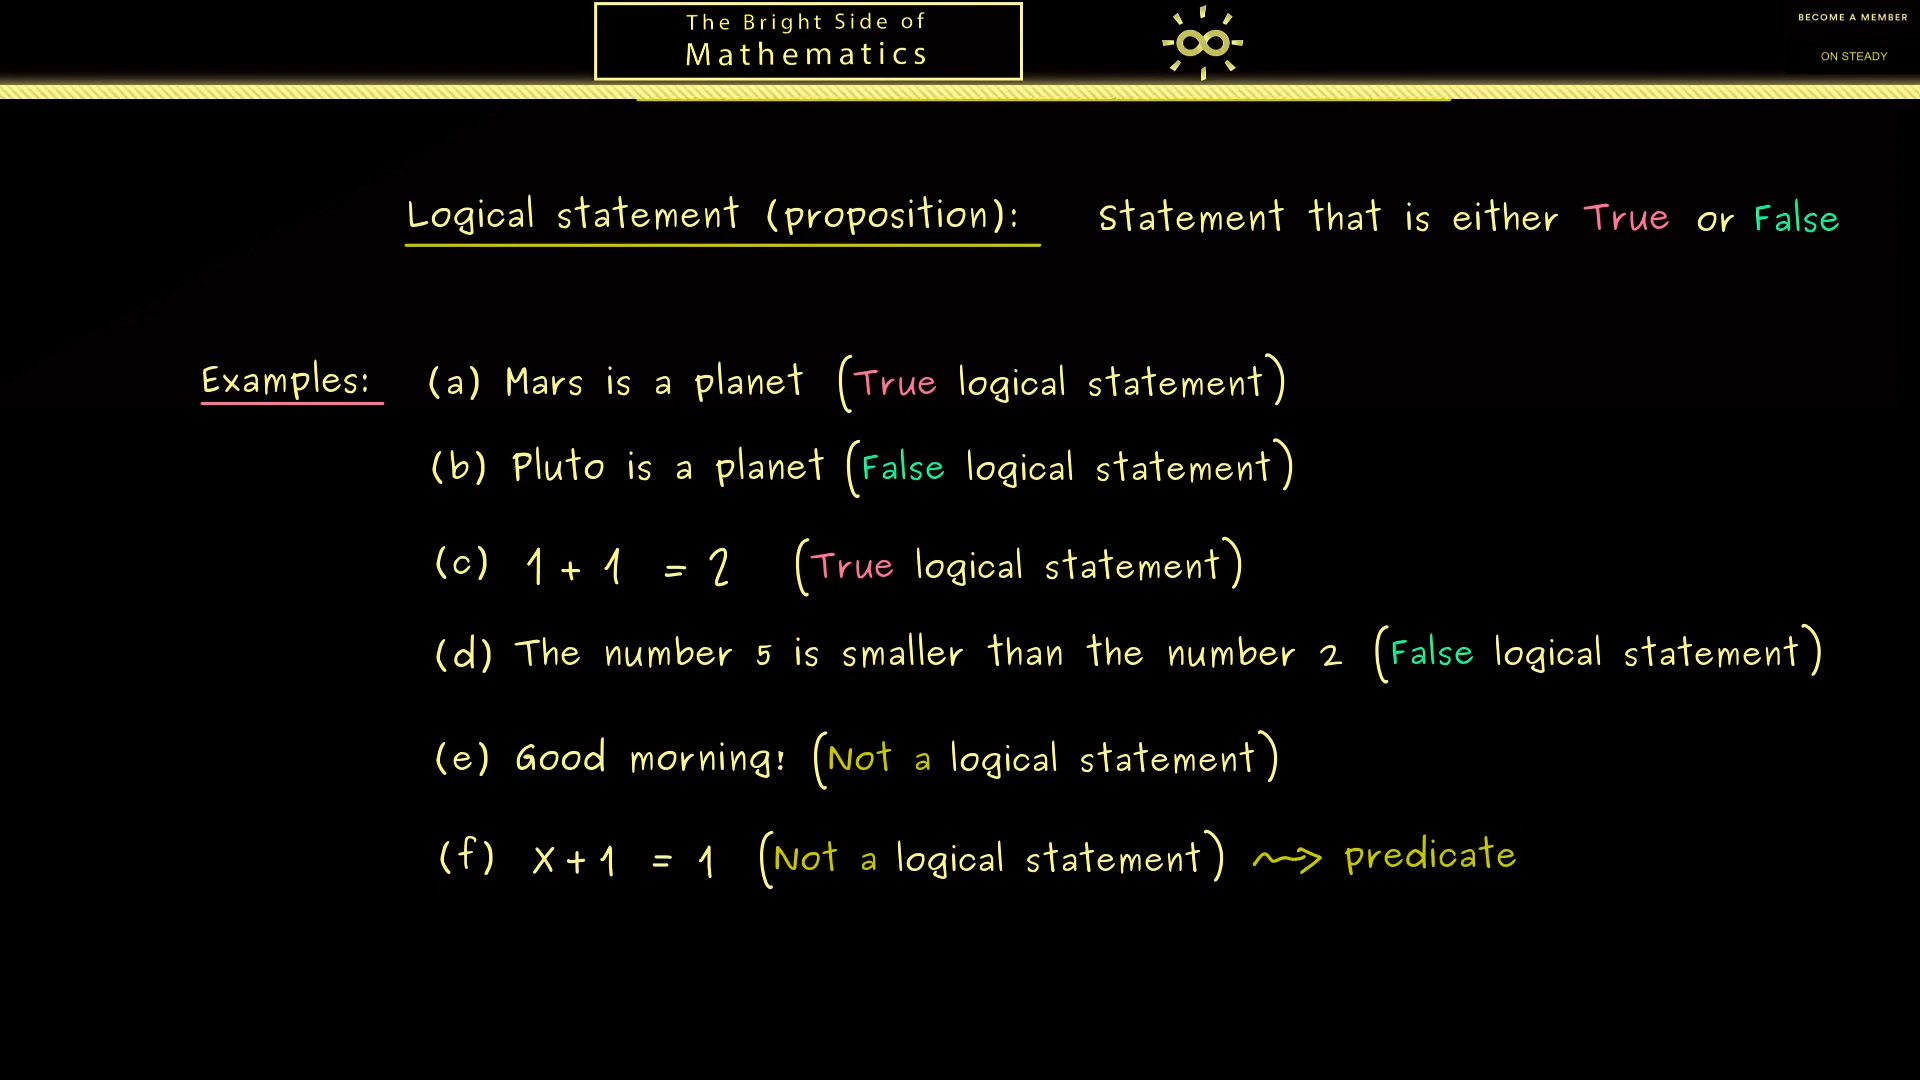 The Bright Side of
Mathematics
BECOME A MEMBER
ON STEADY
Logical statement (proposition): Statement that is either True or False
Examples: (a) Mars is a planet (True logical statement)
(b) Pluto is a planet (False logical statement)
(c) 1 + 1 = 2 (True logical statement)
(d) The number 5 is smaller than the number 2 (False logical statement)
(e) Good morning! (Not a logical statement)
(f) x + 1 = 1 (Not a logical statement) ⇝ predicate